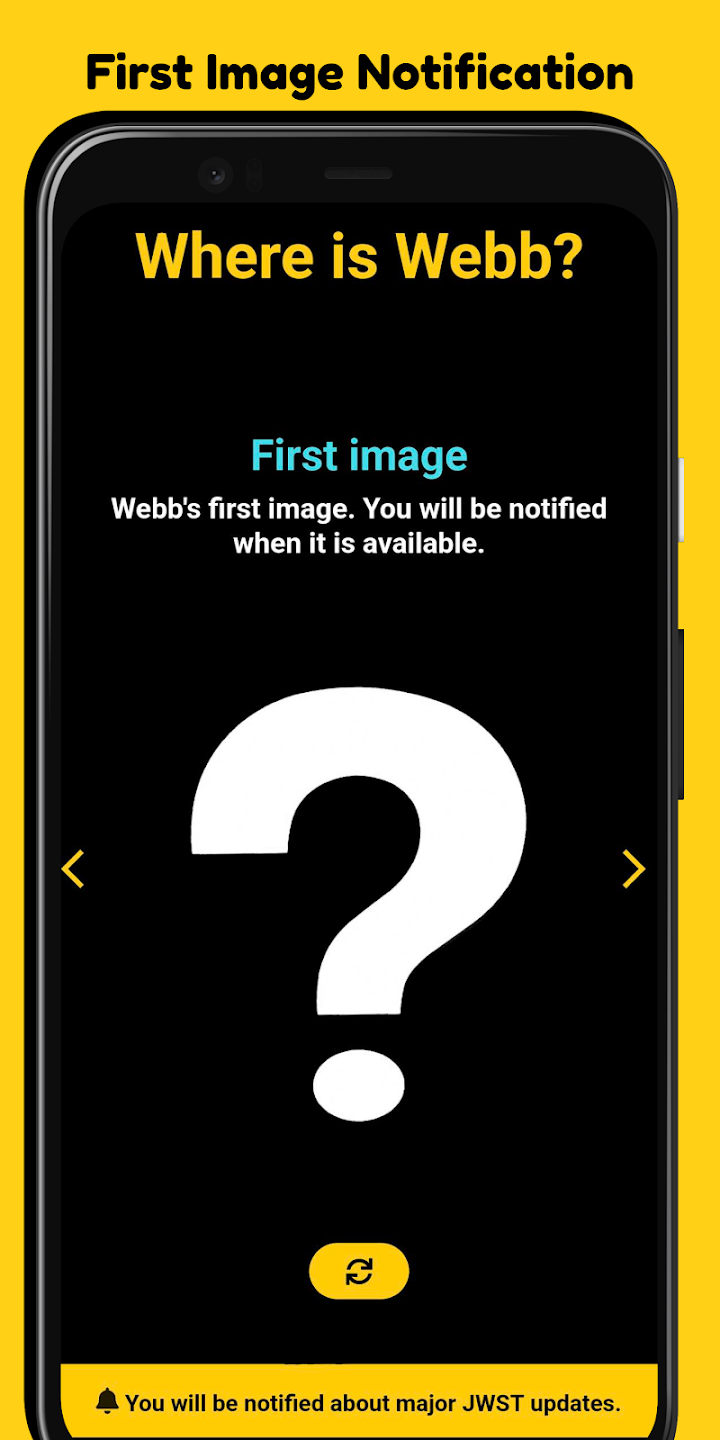 First Image Notification
Where is Webb?
First image
Webb's first image. You will be notified
when it is available.
?
You will be notified about major JWST updates.